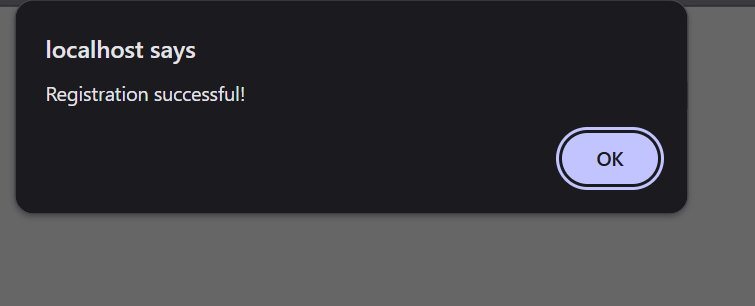 localhost says
Registration successful!
OK